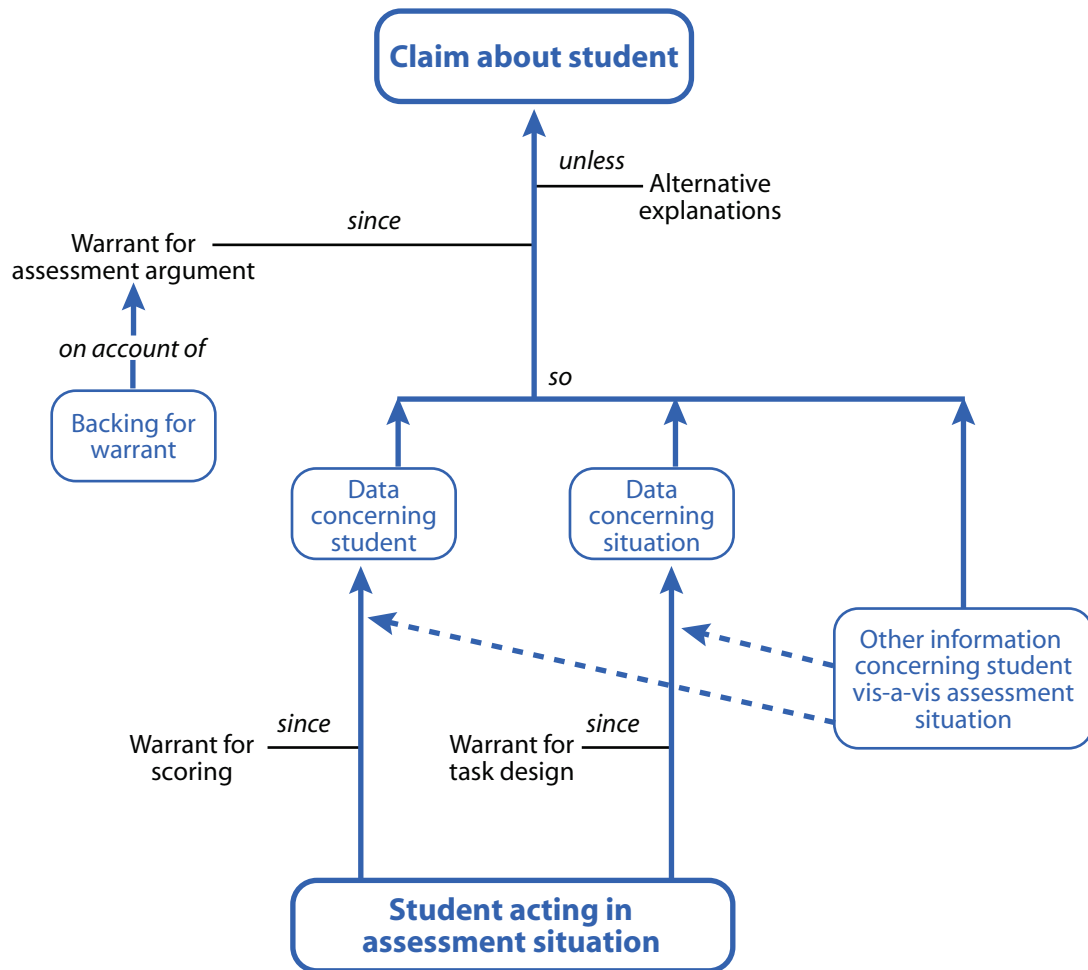 Claim about student
unless
Alternative
explanations
since
Warrant for
assessment argument
on account of
so
Backing for
warrant
Data
concerning
student
Data
concerning
situation
Other information
concerning student
vis-a-vis assessment
situation
since
Warrant for
scoring
since
Warrant for
task design
Student acting in
assessment situation